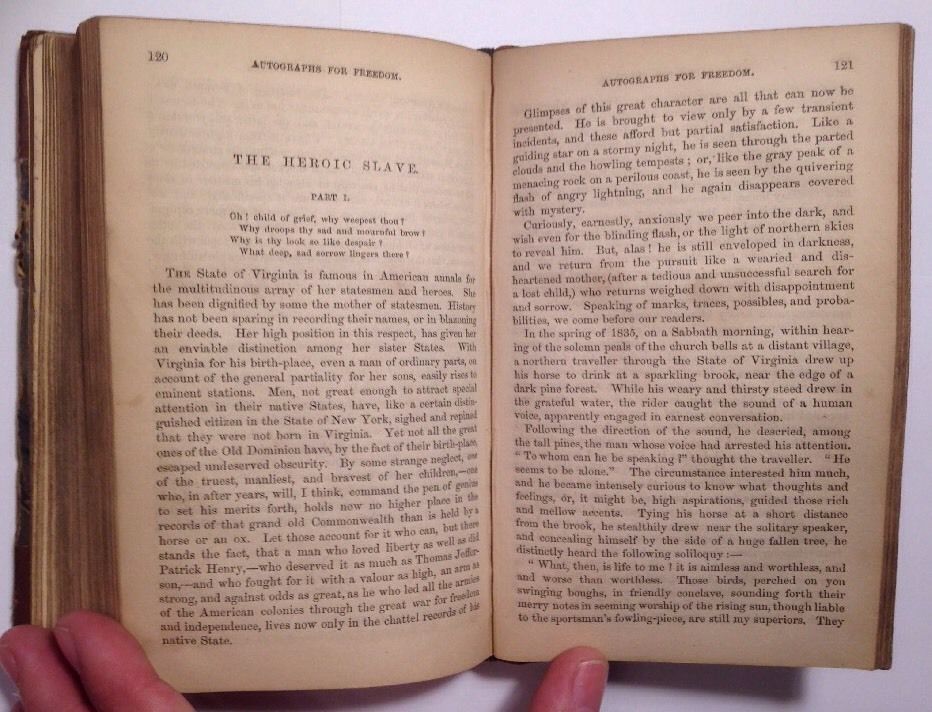 120
AUTOGRAPHS FOR FREEDOM.
THE HEROIC SLAVE.
PART I.
Oh! child of grief, why weepest thou?
Why droops thy sad and mournful brow?
Why is thy look so like despair?
What deep, sad sorrow lingers there?
THE State of Virginia is famous in American annals for
the multitudinous array of her statesmen and heroes. She
has been dignified by some the mother of statesmen. History
has not been sparing in recording their names, or in blazoning
their deeds. Her high position in this respect, has given her
an enviable distinction among her sister States. With
Virginia for his birth-place, even a man of ordinary parts, on
account of the general partiality for her sons, easily rises to
eminent stations. Men, not great enough to attract special
attention in their native States, have, like a certain distin-
guished citizen in the State of New York, sighed and repined
that they were not born in Virginia. Yet not all the great
ones of the Old Dominion have, by the fact of their birth-place,
escaped undeserved obscurity. By some strange neglect, one
of the truest, manliest, and bravest of her children,—one
who, in after years, will, I think, command the pen of genius
to set his merits forth, holds now no higher place in the
records of that grand old Commonwealth than is held by a
horse or an ox. Let those account for it who can, but there
stands the fact, that a man who loved liberty as well as did
Patrick Henry,—who deserved it as much as Thomas Jeffer-
son,—and who fought for it with a valour as high, an arm as
strong, and against odds as great, as he who led all the armies
of the American colonies through the great war for freedom
and independence, lives now only in the chattel records of his
native State.
121
AUTOGRAPHS FOR FREEDOM.
Glimpses of this great character are all that can now be
presented. He is brought to view only by a few transient
incidents, and these afford but partial satisfaction. Like a
guiding star on a stormy night, he is seen through the parted
clouds and the howling tempests; or, like the gray peak of a
menacing rock on a perilous coast, he is seen by the quivering
flash of angry lightning, and he again disappears covered
with mystery.
Curiously, earnestly, anxiously we peer into the dark, and
wish even for the blinding flash, or the light of northern skies
to reveal him. But, alas! he is still enveloped in darkness,
and we return from the pursuit like a wearied and dis-
heartened mother, (after a tedious and unsuccessful search for
a lost child,) who returns weighed down with disappointment
and sorrow. Speaking of marks, traces, possibles, and proba-
bilities, we come before our readers.
In the spring of 1835, on a Sabbath morning, within hear-
ing of the solemn peals of the church bells at a distant village,
a northern traveller through the State of Virginia drew up
his horse to drink at a sparkling brook, near the edge of a
dark pine forest. While his weary and thirsty steed drew in
the grateful water, the rider caught the sound of a human
voice, apparently engaged in earnest conversation.
Following the direction of the sound, he descried, among
the tall pines, the man whose voice had arrested his attention.
"To whom can he be speaking?" thought the traveller. "He
seems to be alone." The circumstance interested him much,
and he became intensely curious to know what thoughts and
feelings, or, it might be, high aspirations, guided those rich
and mellow accents. Tying his horse at a short distance
from the brook, he stealthily drew near the solitary speaker,
and concealing himself by the side of a huge fallen tree, he
distinctly heard the following soliloquy:—
"What, then, is life to me? it is aimless and worthless, and
and worse than worthless. Those birds, perched on you
swinging boughs, in friendly conclave, sounding forth their
merry notes in seeming worship of the rising sun, though liable
to the sportsman's fowling-piece, are still my superiors. They